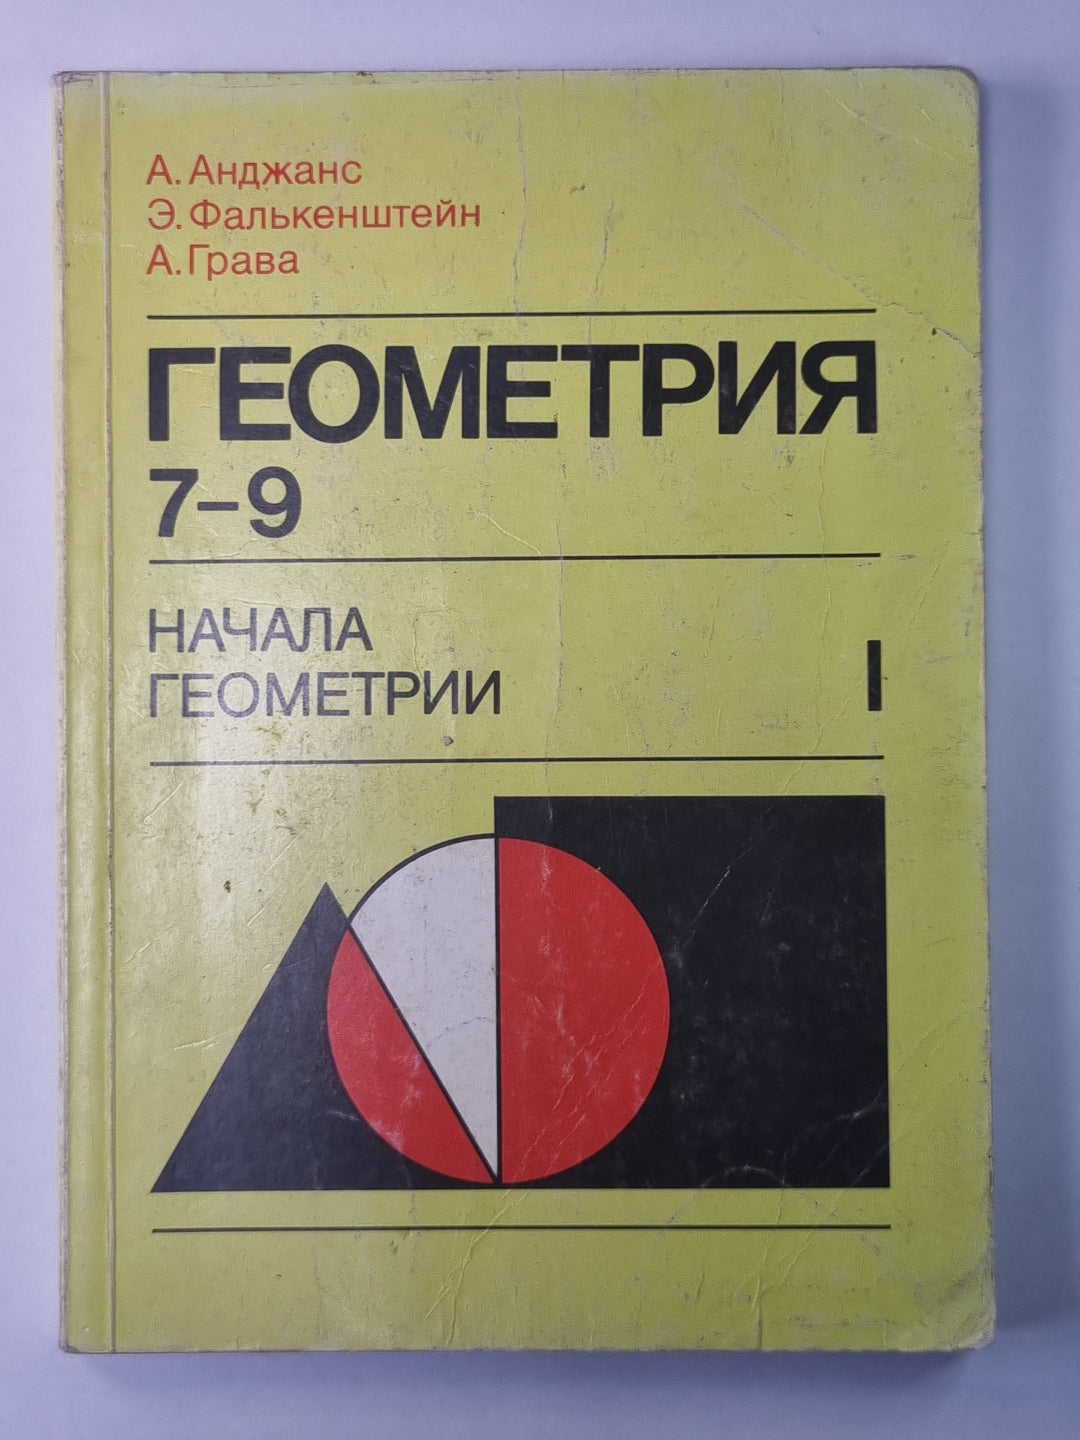 А. Анджанс
Э. Фалькенштейн
А. Грава
ГЕОМЕТРИЯ
7-9
НАЧАЛА
ГЕОМЕТРИИ
I